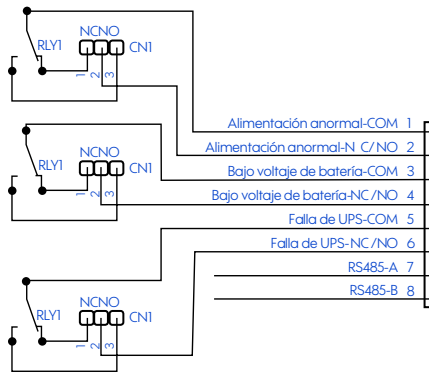 NCNO
RLY1
CN1
1 2 3
Alimentación anormal-COM 1
Alimentación anormal-N C/NO 2
NCNO
RLY1
CN1
1 2 3
Bajo voltaje de batería-COM 3
Bajo voltaje de batería-NC/NO 4
Falla de UPS-COM 5
Falla de UPS-NC/NO 6
RS485-A 7
RS485-B 8
NCNO
RLY1
CN1
1 2 3